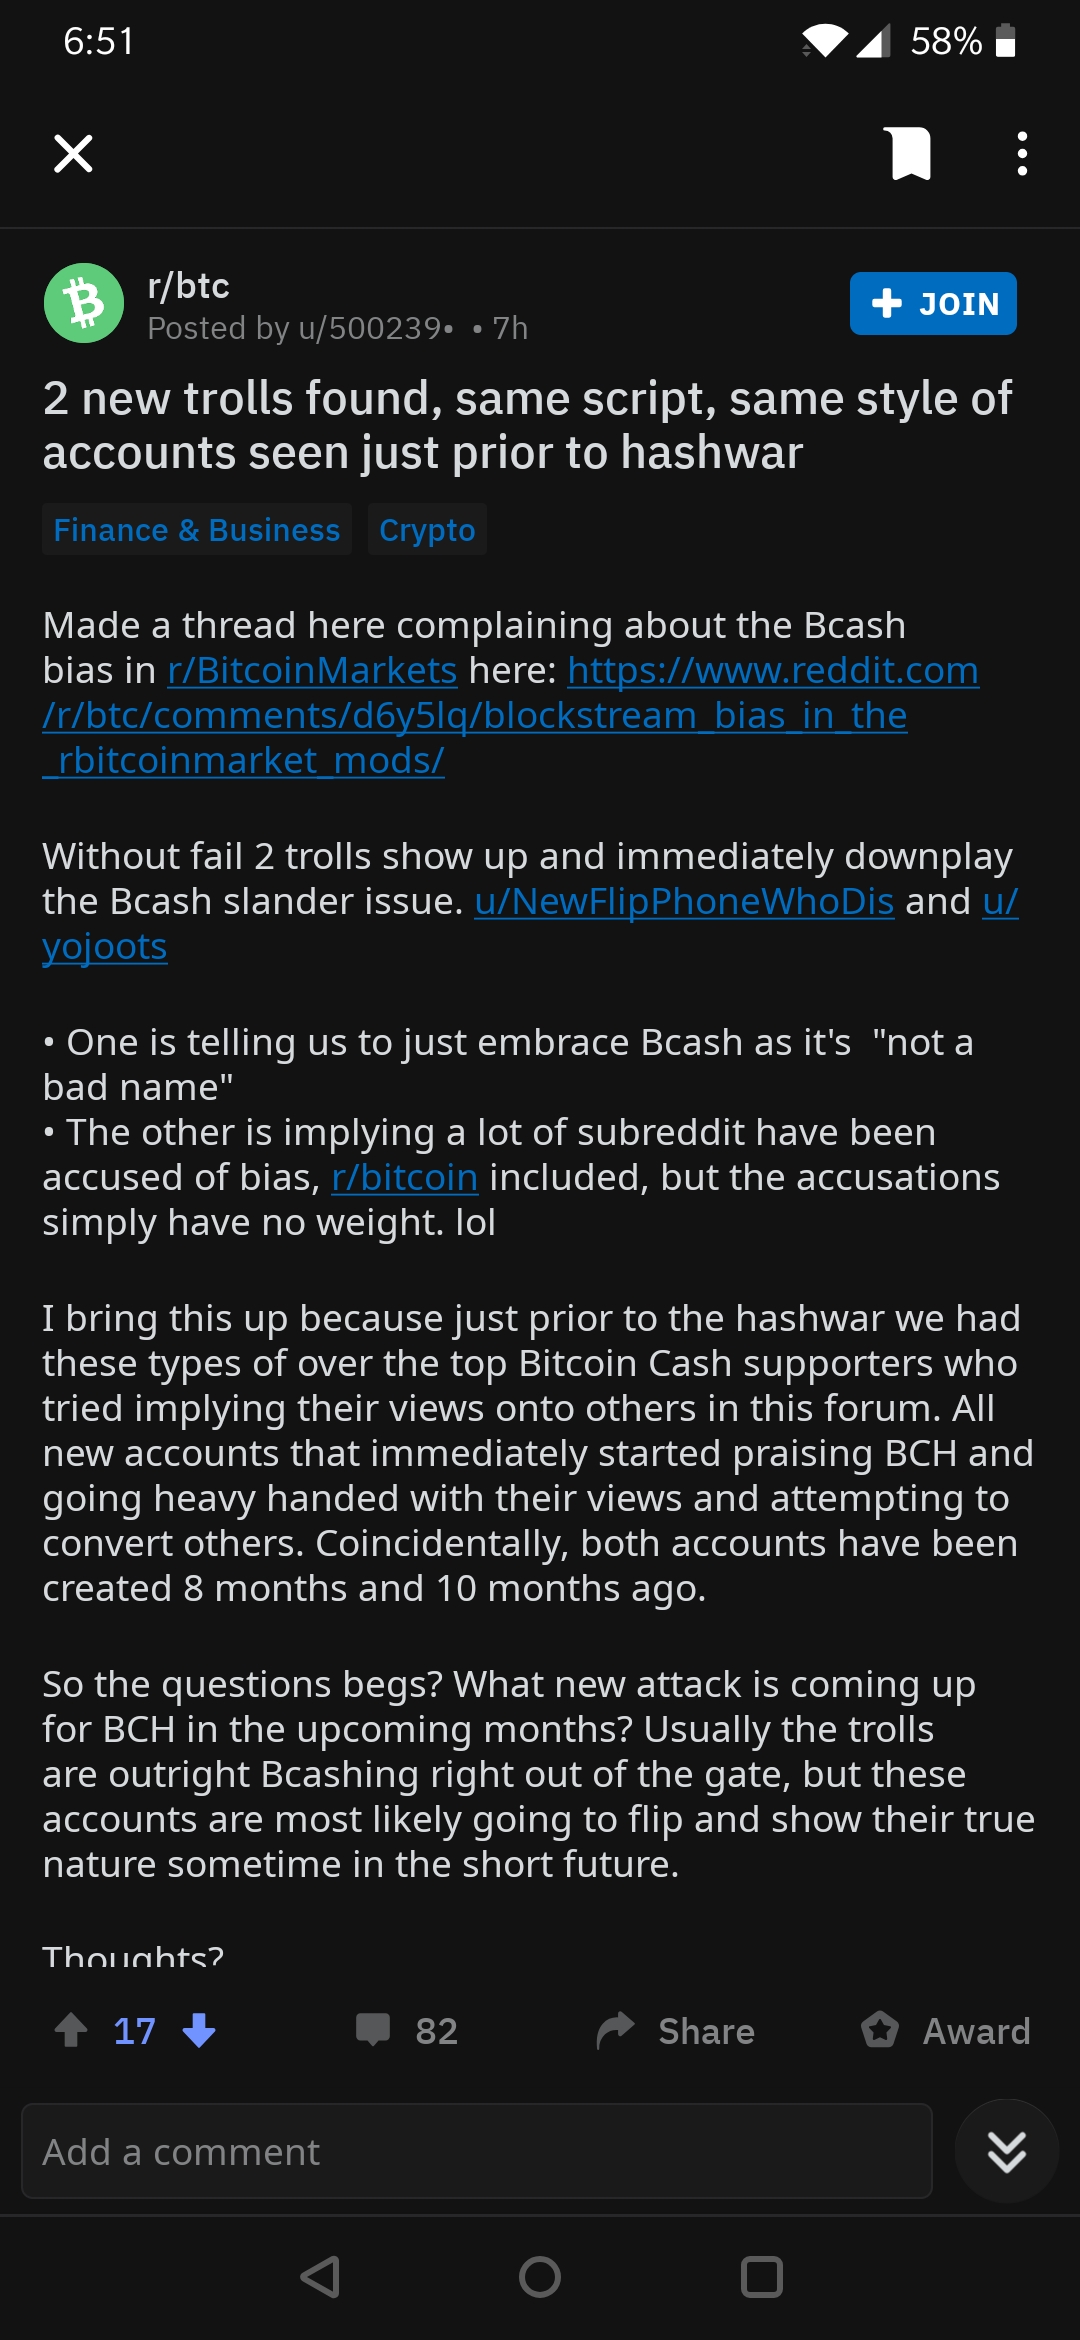 6:51 58%
r/btc
Posted by u/500239• • 7h
JOIN
2 new trolls found, same script, same style of
accounts seen just prior to hashwar
Finance & Business Crypto
Made a thread here complaining about the Bcash
bias in r/BitcoinMarkets here: https://www.reddit.com
/r/btc/comments/d6y5lq/blockstream_bias_in_the
_rbitcoinmarket_mods/
Without fail 2 trolls show up and immediately downplay
the Bcash slander issue. u/NewFlipPhoneWhoDis and u/
yojoots
• One is telling us to just embrace Bcash as it's  "not a
bad name"
• The other is implying a lot of subreddit have been
accused of bias, r/bitcoin included, but the accusations
simply have no weight. lol
I bring this up because just prior to the hashwar we had
these types of over the top Bitcoin Cash supporters who
tried implying their views onto others in this forum. All
new accounts that immediately started praising BCH and
going heavy handed with their views and attempting to
convert others. Coincidentally, both accounts have been
created 8 months and 10 months ago.
So the questions begs? What new attack is coming up
for BCH in the upcoming months? Usually the trolls
are outright Bcashing right out of the gate, but these
accounts are most likely going to flip and show their true
nature sometime in the short future.
Thoughts?
17 82 Share Award
Add a comment